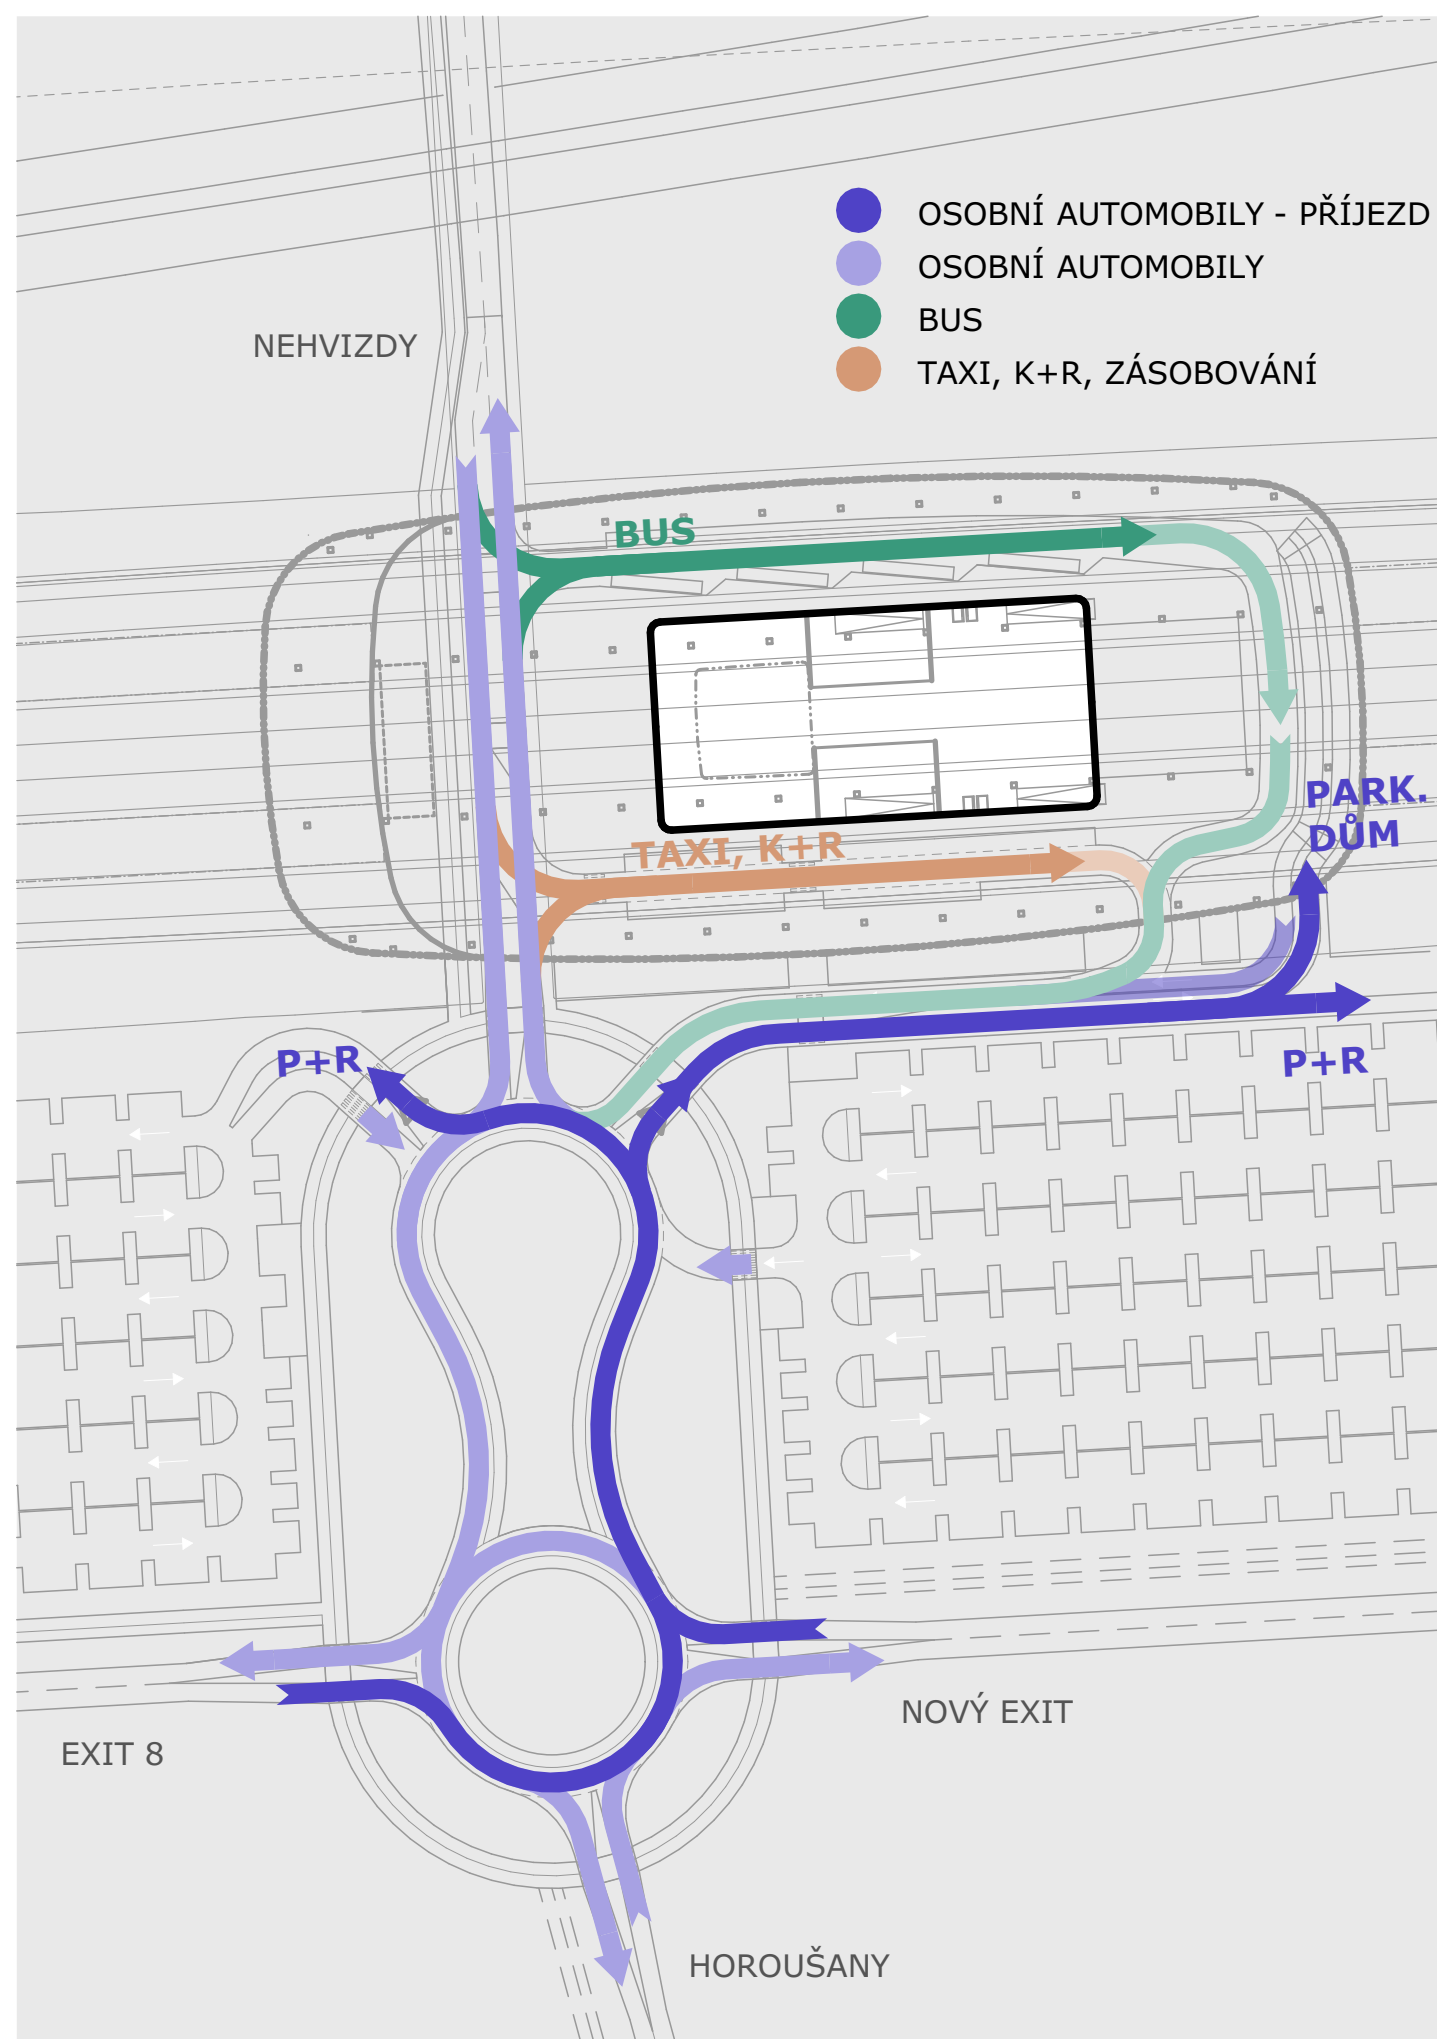 OSOBNÍ AUTOMOBILY - PŘÍJEZD
OSOBNÍ AUTOMOBILY
BUS
TAXI, K+R, ZÁSOBOVÁNÍ
NEHVIZDY
BUS
PARK.
DŮM
TAXI, K+R
P+R
P+R
NOVÝ EXIT
EXIT 8
HOROUŠANY